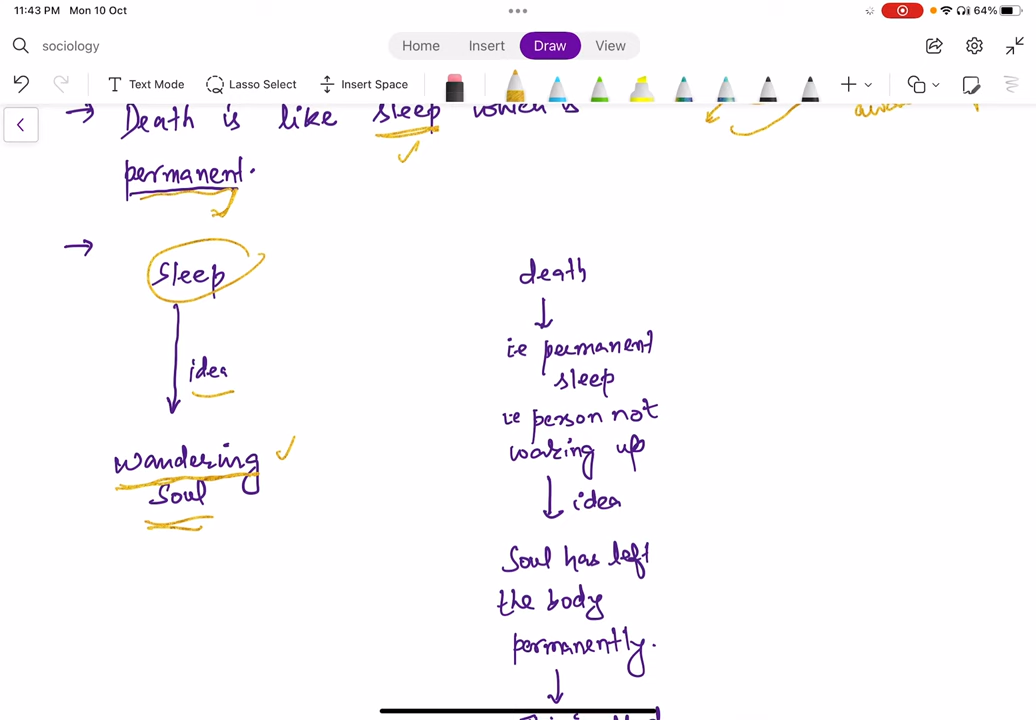 11:43 PM Mon 10 Oct
64%
sociology
Home Insert Draw View
Text Mode Lasso Select Insert Space
→ Death is like sleep which is
permanent.
→
Sleep
↓ idea
wandering
Soul
death
↓
i.e permanent
sleep
i.e person not
waking up
↓ idea
Soul has left
the body
permanently.
↓